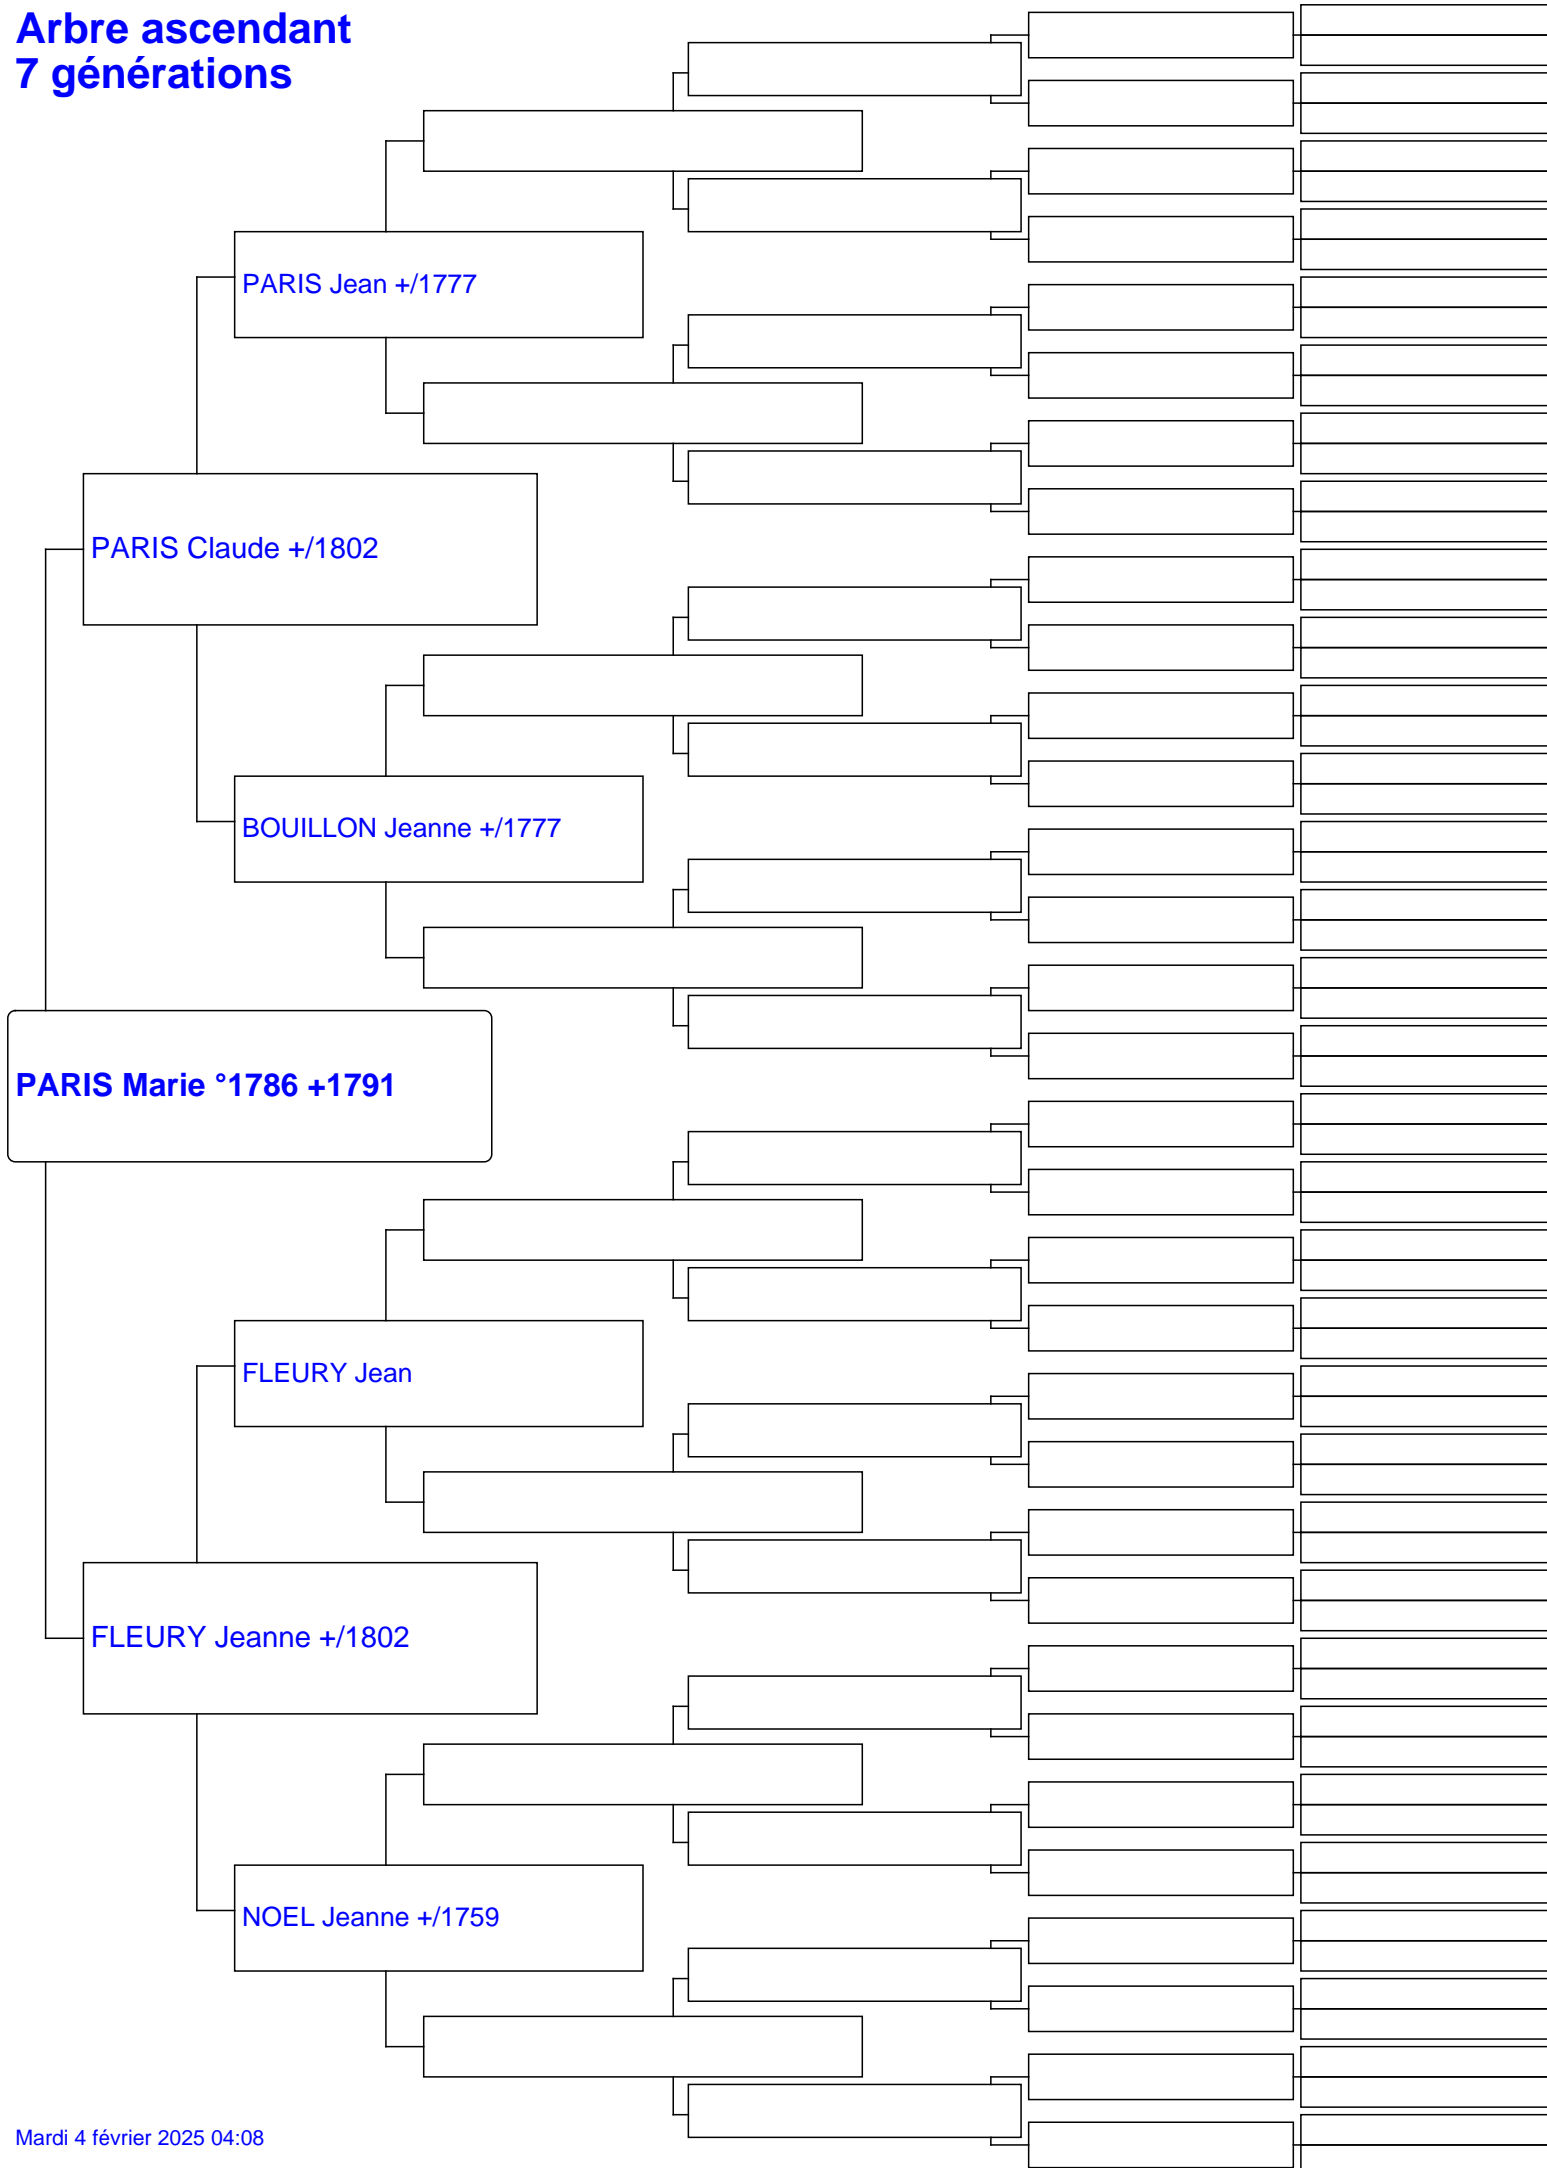 Arbre ascendant
7 générations
PARIS Jean +/1777
PARIS Claude +/1802
BOUILLON Jeanne +/1777
PARIS Marie °1786 +1791
FLEURY Jean
FLEURY Jeanne +/1802
NOEL Jeanne +/1759
Mardi 4 février 2025 04:08